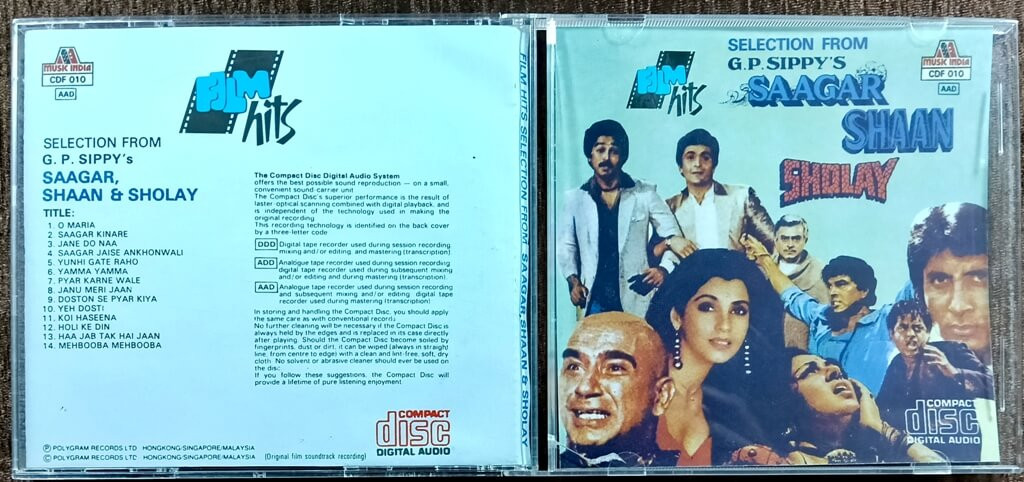 MUSIC INDIA
CDF 010
AAD
FILM
hits
SELECTION FROM
G. P. SIPPY's
SAAGAR,
SHAAN & SHOLAY
TITLE:
1 O MARIA
2 SAAGAR KINARE
3 JANE DO NAA
4 SAAGAR JAISE ANKHONWALI
5 YUNHI GATE RAHO
6 YAMMA YAMMA
7 PYAR KARNE WALE
8 JANU MERI JAAN
9 DOSTON SE PYAR KIYA
10 YEH DOSTI
11 KOI HASEENA
12 HOLI KE DIN
13 HAA JAB TAK HAI JAAN
14 MEHBOOBA MEHBOOBA
The Compact Disc Digital Audio System
offers the best possible sound reproduction — on a small,
convenient sound carrier unit
The Compact Disc's superior performance is the result of
laser optical scanning combined with digital playback, and
is independent of the technology used in making the
original recording
This recording technology is identified on the back cover
by a three-letter code
DDD Digital tape recorder used during session recording
mixing and/or editing and mastering (transcription)
ADD Analogue tape recorder used during session recording
digital tape recorder used during subsequent mixing
and/or editing and during mastering (transcription)
AAD Analogue tape recorder used during session recording
and subsequent mixing and/or editing digital tape
recorder used during mastering (transcription)
In storing and handling the Compact Disc, you should apply
the same care as with conventional records
No further cleaning will be necessary if the Compact Disc is
always held by the edges and is replaced in its case directly
after playing. Should the Compact Disc become soiled by
fingerprints, dust or dirt, it can be wiped (always in straight
line, from centre to edge) with a clean and lint-free, soft, dry
cloth. No solvent or abrasive cleaner should ever be used on
the disc
If you follow these suggestions, the Compact Disc will
provide a lifetime of pure listening enjoyment.
COMPACT
disc
DIGITAL AUDIO
Ⓟ POLYGRAM RECORDS LTD HONGKONG/SINGAPORE/MALAYSIA
© POLYGRAM RECORDS LTD HONGKONG/SINGAPORE/MALAYSIA (Original film soundtrack recording)
FILM HITS SELECTION FROM SAAGAR, SHAAN & SHOLAY
FILM
hits
SELECTION FROM
G.P. SIPPY'S
SAAGAR
SHAAN
SHOLAY
MUSIC INDIA
CDF 010
AAD
COMPACT
disc
DIGITAL AUDIO